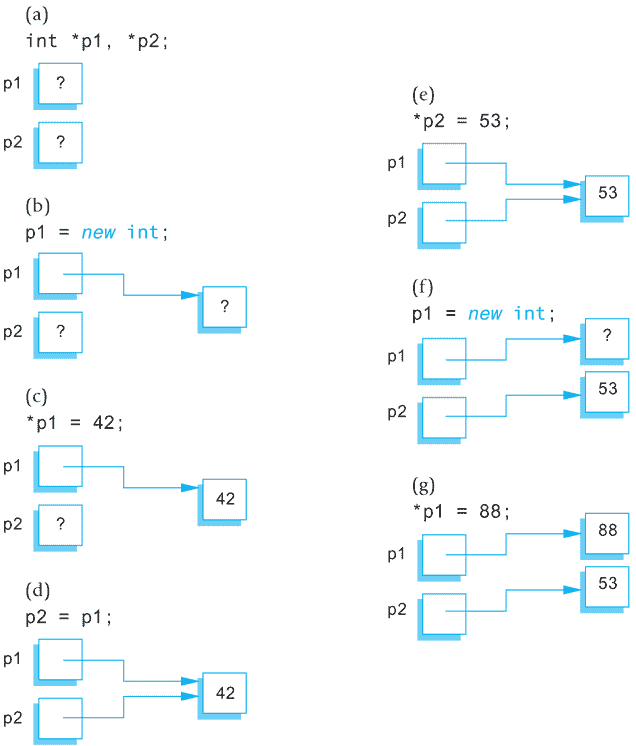 (a)
int *p1, *p2;
p1 ?
p2 ?
(b)
p1 = new int;
p1
?
p2 ?
(c)
*p1 = 42;
p1
42
p2 ?
(d)
p2 = p1;
p1
42
p2
(e)
*p2 = 53;
p1
53
p2
(f)
p1 = new int;
?
p1
53
p2
(g)
*p1 = 88;
88
p1
53
p2